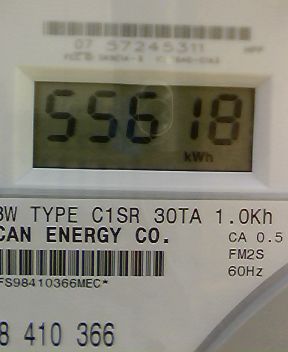 07 57245311
55618
kWh
3W TYPE C1SR 30TA 1.0Kh
CAN ENERGY CO.
CA 0.5
FM2S
60Hz
FS98410366MEC*
8 410 366